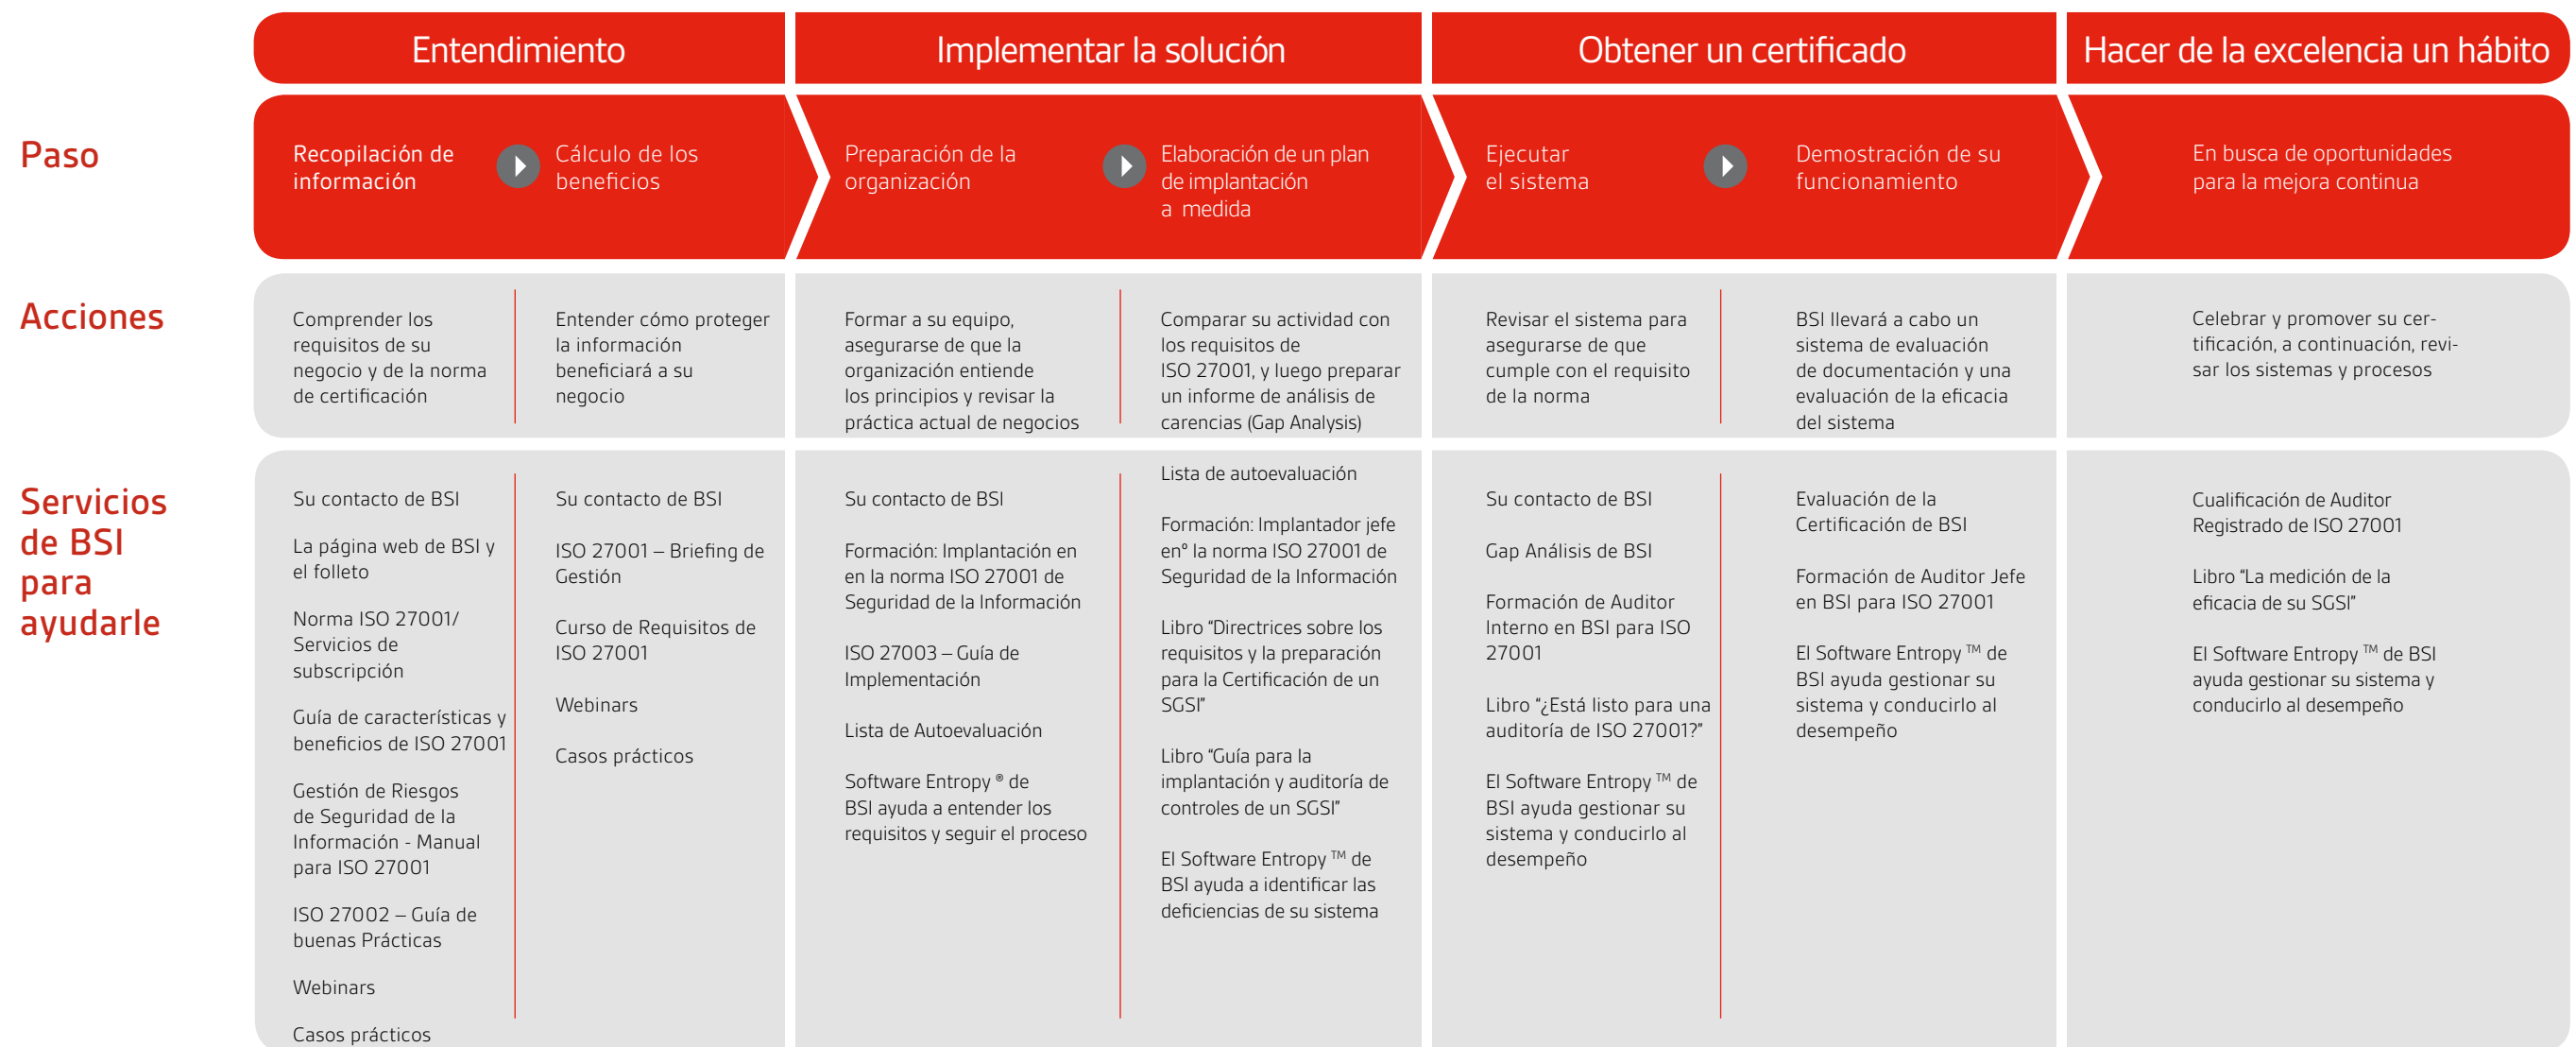 Entendimiento
Implementar la solución
Obtener un certificado
Hacer de la excelencia un hábito
Paso
Recopilación de
información
Cálculo de los
beneficios
Preparación de la
organización
Elaboración de un plan
de implantación
a medida
Ejecutar
el sistema
Demostración de su
funcionamiento
En busca de oportunidades
para la mejora continua
Acciones
Comprender los
requisitos de su
negocio y de la norma
de certificación
Entender cómo proteger
la información
beneficiará a su
negocio
Formar a su equipo,
asegurarse de que la
organización entiende
los principios y revisar la
práctica actual de negocios
Comparar su actividad con
los requisitos de
ISO 27001, y luego preparar
un informe de análisis de
carencias (Gap Analysis)
Revisar el sistema para
asegurarse de que
cumple con el requisito
de la norma
BSI llevará a cabo un
sistema de evaluación
de documentación y una
evaluación de la eficacia
del sistema
Celebrar y promover su cer-
tificación, a continuación, revi-
sar los sistemas y procesos
Servicios
de BSI
para
ayudarle
Su contacto de BSI
La página web de BSI y
el folleto
Norma ISO 27001/
Servicios de
subscripción
Guía de características y
beneficios de ISO 27001
Gestión de Riesgos
de Seguridad de la
Información - Manual
para ISO 27001
ISO 27002 – Guía de
buenas Prácticas
Webinars
Casos prácticos
Su contacto de BSI
ISO 27001 – Briefing de
Gestión
Curso de Requisitos de
ISO 27001
Webinars
Casos prácticos
Su contacto de BSI
Formación: Implantación en
en la norma ISO 27001 de
Seguridad de la Información
ISO 27003 – Guía de
Implementación
Lista de Autoevaluación
Software Entropy ® de
BSI ayuda a entender los
requisitos y seguir el proceso
Lista de autoevaluación
Formación: Implantador jefe
enº la norma ISO 27001 de
Seguridad de la Información
Libro “Directrices sobre los
requisitos y la preparación
para la Certificación de un
SGSI”
Libro “Guía para la
implantación y auditoría de
controles de un SGSI”
El Software Entropy ™ de
BSI ayuda a identificar las
deficiencias de su sistema
Su contacto de BSI
Gap Análisis de BSI
Formación de Auditor
Interno en BSI para ISO
27001
Libro “¿Está listo para una
auditoría de ISO 27001?”
El Software Entropy ™ de
BSI ayuda gestionar su
sistema y conducirlo al
desempeño
Evaluación de la
Certificación de BSI
Formación de Auditor Jefe
en BSI para ISO 27001
El Software Entropy ™ de
BSI ayuda gestionar su
sistema y conducirlo al
desempeño
Cualificación de Auditor
Registrado de ISO 27001
Libro “La medición de la
eficacia de su SGSI”
El Software Entropy ™ de BSI
ayuda gestionar su sistema y
conducirlo al desempeño